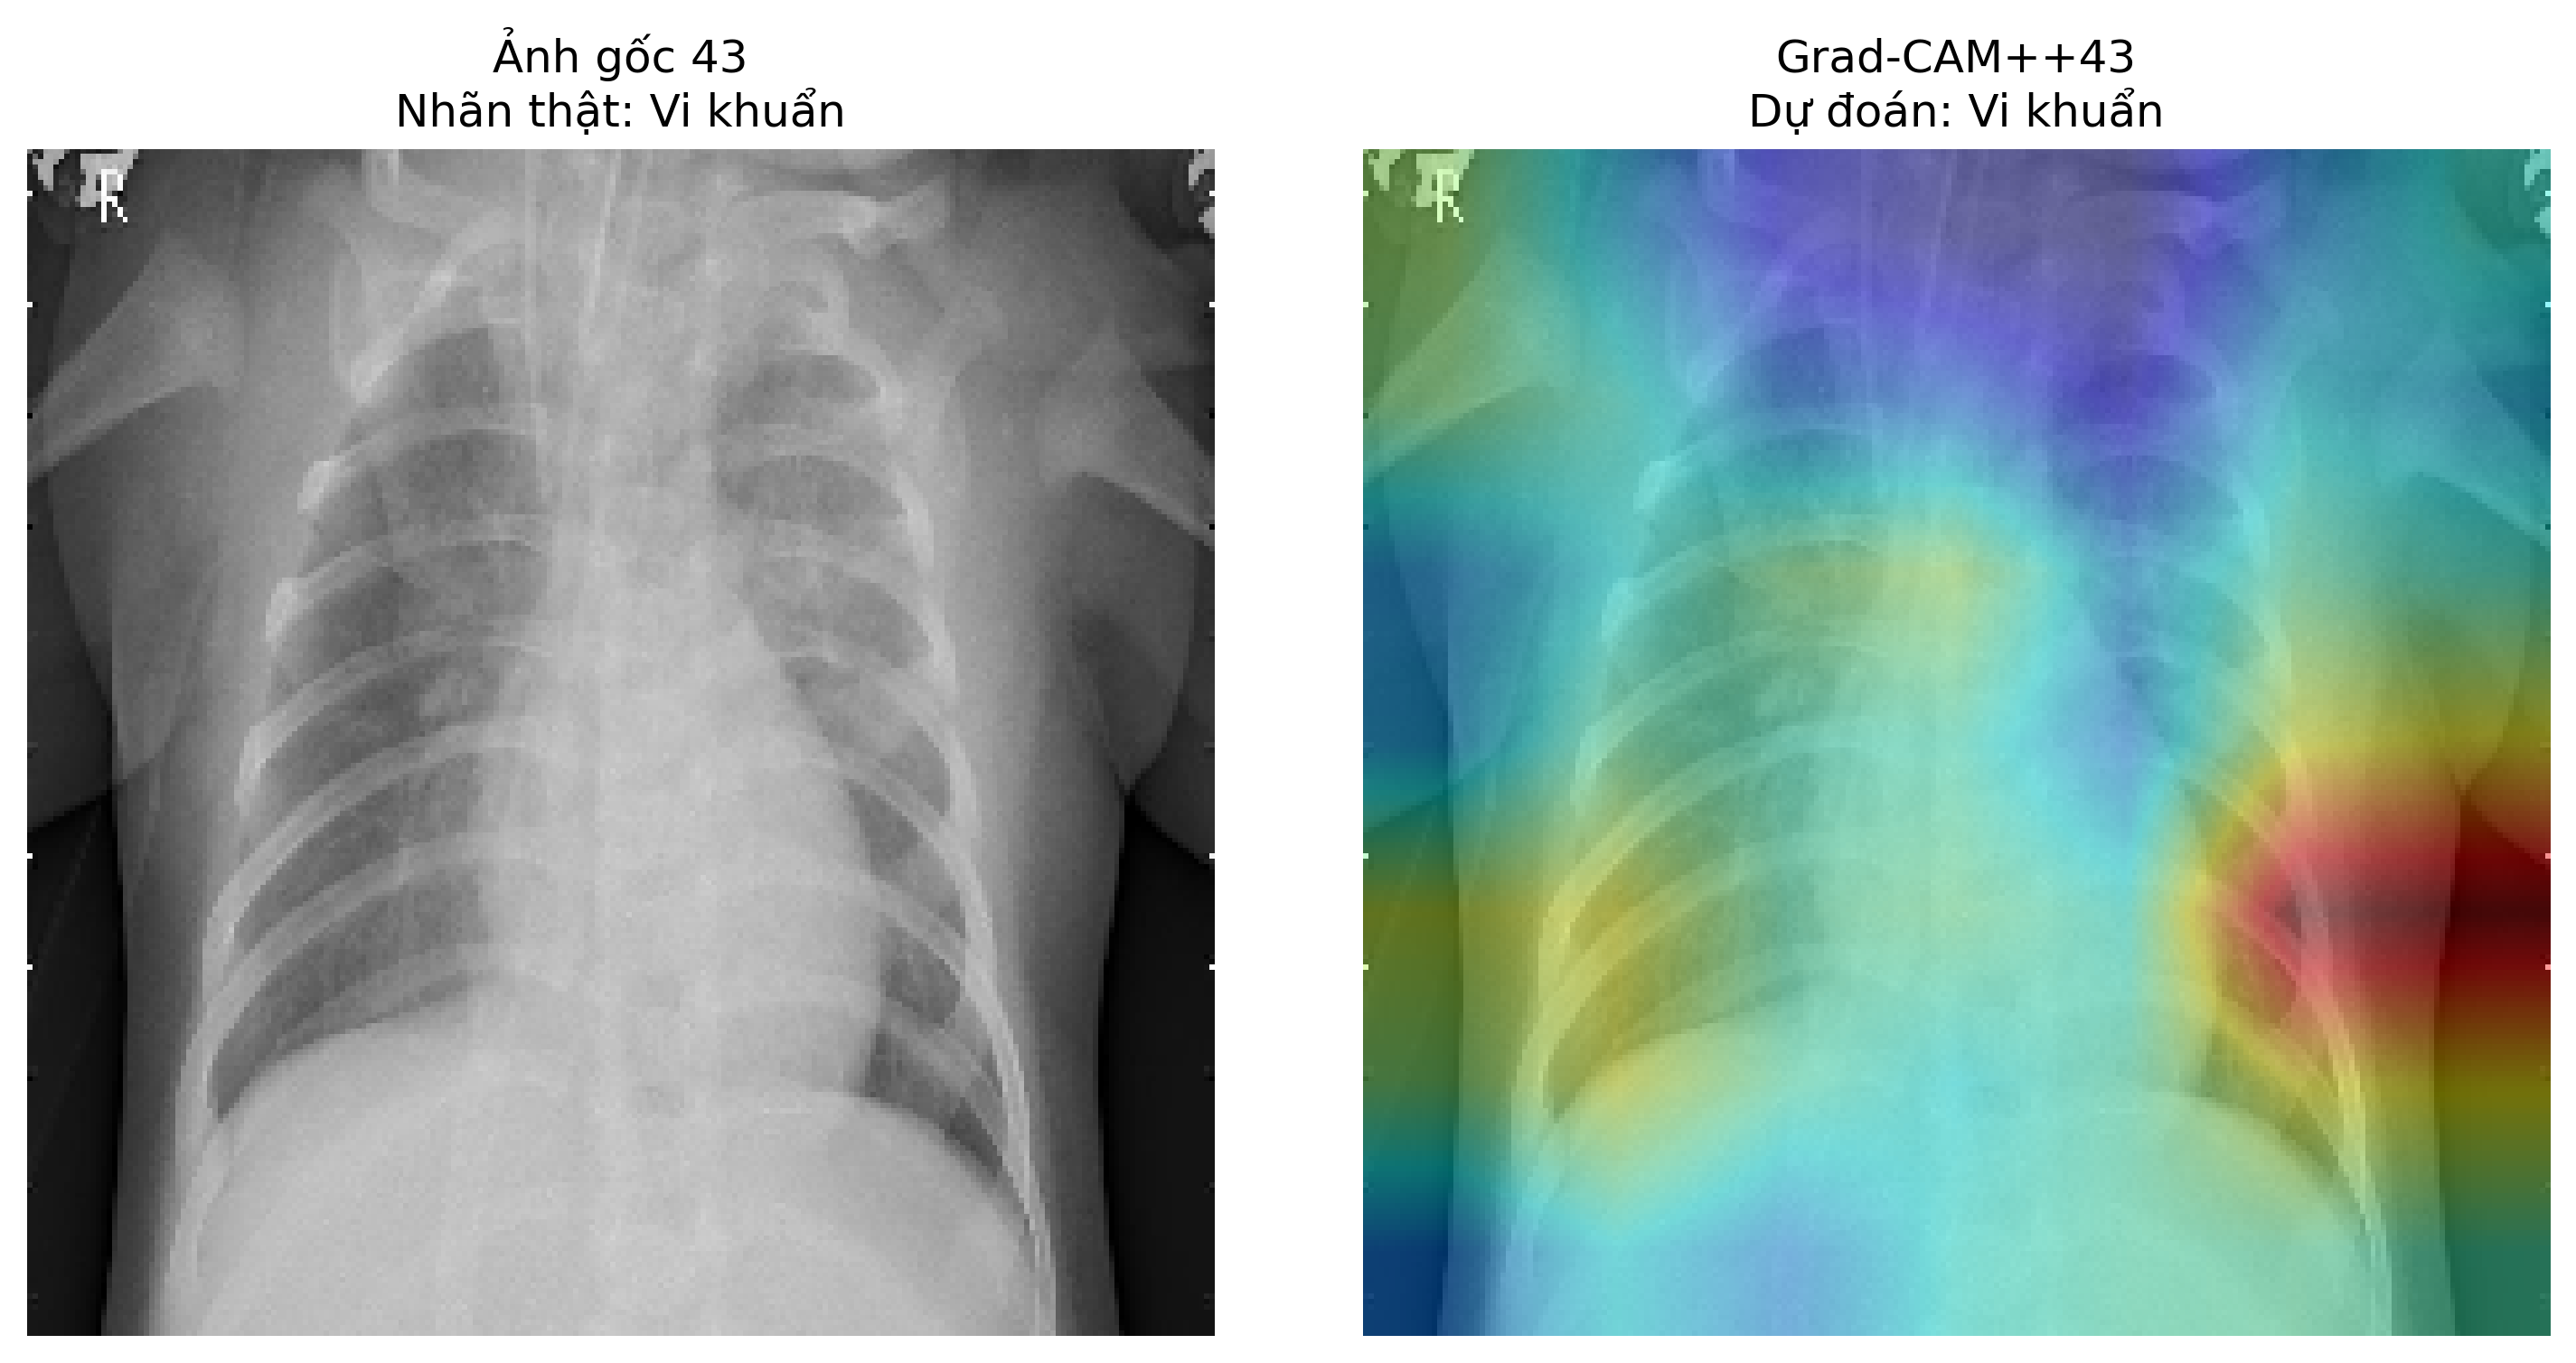 Ảnh gốc 43
Nhãn thật: Vi khuẩn
Grad-CAM++43
Dự đoán: Vi khuẩn
R
R